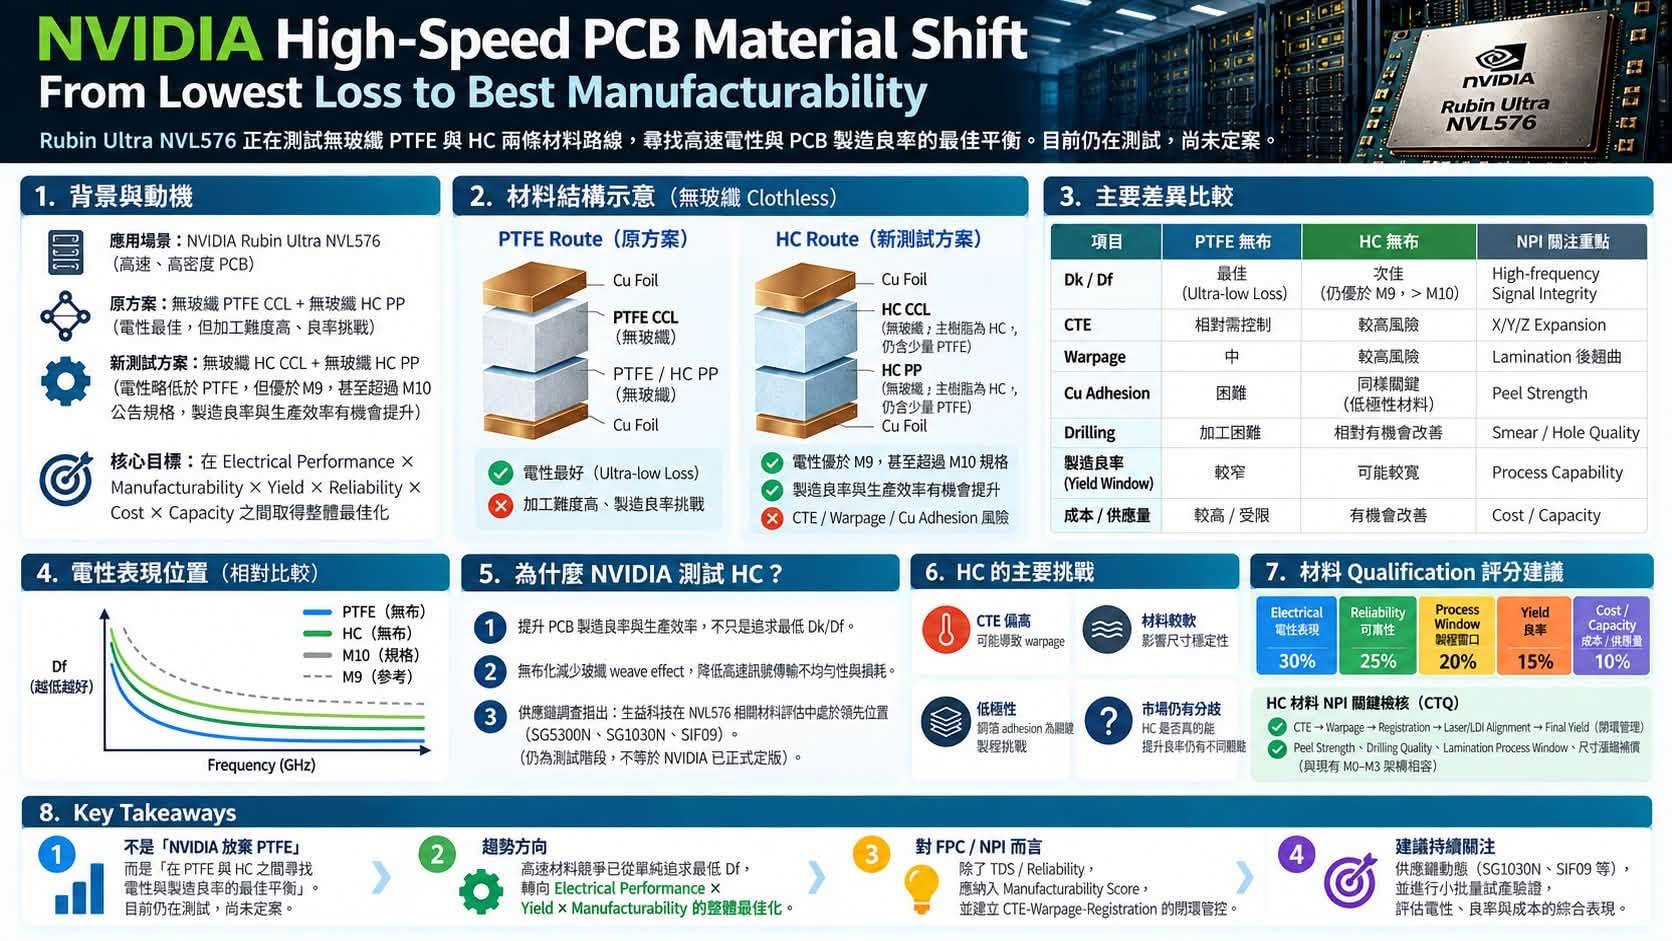 NVIDIA High-Speed PCB Material Shift
From Lowest Loss to Best Manufacturability
Rubin Ultra NVL576 正在測試無玻纖 PTFE 與 HC 兩條材料路線，尋找高速電性與 PCB 製造良率的最佳平衡。目前仍在測試，尚未定案。
NVIDIA
Rubin Ultra
NVL576
1. 背景與動機
應用場景：NVIDIA Rubin Ultra NVL576
（高速、高密度 PCB）
原方案：無玻纖 PTFE CCL + 無玻纖 HC PP
（電性最佳，但加工難度高、良率挑戰）
新測試方案：無玻纖 HC CCL + 無玻纖 HC PP
（電性略低於 PTFE，但優於 M9，甚至超過 M10
公告規格，製造良率與生產效率有機會提升）
核心目標：在 Electrical Performance ×
Manufacturability × Yield × Reliability ×
Cost × Capacity 之間取得整體最佳化
2. 材料結構示意（無玻纖 Clothless）
PTFE Route（原方案）
Cu Foil
PTFE CCL
（無玻纖）
PTFE / HC PP
（無玻纖）
Cu Foil
電性最好（Ultra-low Loss）
加工難度高、製造良率挑戰
HC Route（新測試方案）
Cu Foil
HC CCL
（無玻纖，主樹脂為 HC，
仍含少量 PTFE）
HC PP
（無玻纖，主樹脂為 HC，
仍含少量 PTFE）
Cu Foil
電性優於 M9，甚至超過 M10 規格
製造良率與生產效率有機會提升
CTE / Warpage / Cu Adhesion 風險
3. 主要差異比較
項目 PTFE 無布 HC 無布 NPI 關注重點
Dk / Df 最佳（Ultra-low Loss） 次佳（仍優於 M9，> M10） High-frequency Signal Integrity
CTE 相對需控制 較高風險 X/Y/Z Expansion
Warpage 中 較高風險 Lamination 後翹曲
Cu Adhesion 困難 同樣關鍵（低極性材料） Peel Strength
Drilling 加工困難 相對有機會改善 Smear / Hole Quality
製造良率 (Yield Window) 較窄 可能較寬 Process Capability
成本 / 供應量 較高 / 受限 有機會改善 Cost / Capacity
4. 電性表現位置（相對比較）
Df
（越低越好）
PTFE（無布）
HC（無布）
M10（規格）
M9（參考）
Frequency (GHz)
5. 為什麼 NVIDIA 測試 HC？
1 提升 PCB 製造良率與生產效率，不只是追求最低 Dk/Df。
2 無布化減少玻纖 weave effect，降低高速訊號傳輸不均勻性與損耗。
3 供應鏈調查指出：生益科技在 NVL576 相關材料評估中處於領先位置
（SG5300N、SG1030N、SIF09）。
（仍為測試階段，不等於 NVIDIA 已正式定版）。
6. HC 的主要挑戰
CTE 偏高
可能導致 warpage
材料較軟
影響尺寸穩定性
低極性
銅箔 adhesion 為關鍵
製程挑戰
?
市場仍有分歧
HC 是否真的能
提升良率仍有不同觀點
7. 材料 Qualification 評分建議
Electrical
電性表現
30%
Reliability
可靠性
25%
Process
Window
製程窗口
20%
Yield
良率
15%
Cost /
Capacity
成本 / 供應量
10%
HC 材料 NPI 關鍵檢核（CTQ）
CTE → Warpage → Registration → Laser/LDI Alignment → Final Yield（閉環管理）
Peel Strength、Drilling Quality、Lamination Process Window、尺寸漲縮補償
（與現有 M0–M3 架構相容）
8. Key Takeaways
1
不是「NVIDIA 放棄 PTFE」
而是「在 PTFE 與 HC 之間尋找
電性與製造良率的最佳平衡」。
目前仍在測試，尚未定案。
2
趨勢方向
高速材料競爭已從單純追求最低 Df，
轉向 Electrical Performance ×
Yield × Manufacturability 的整體最佳化。
3
對 FPC / NPI 而言
除了 TDS / Reliability，
應納入 Manufacturability Score，
並建立 CTE-Warpage-Registration 的閉環管控。
4
建議持續關注
供應鏈動態（SG1030N、SIF09 等），
並進行小批量試產驗證，
評估電性、良率與成本的綜合表現。